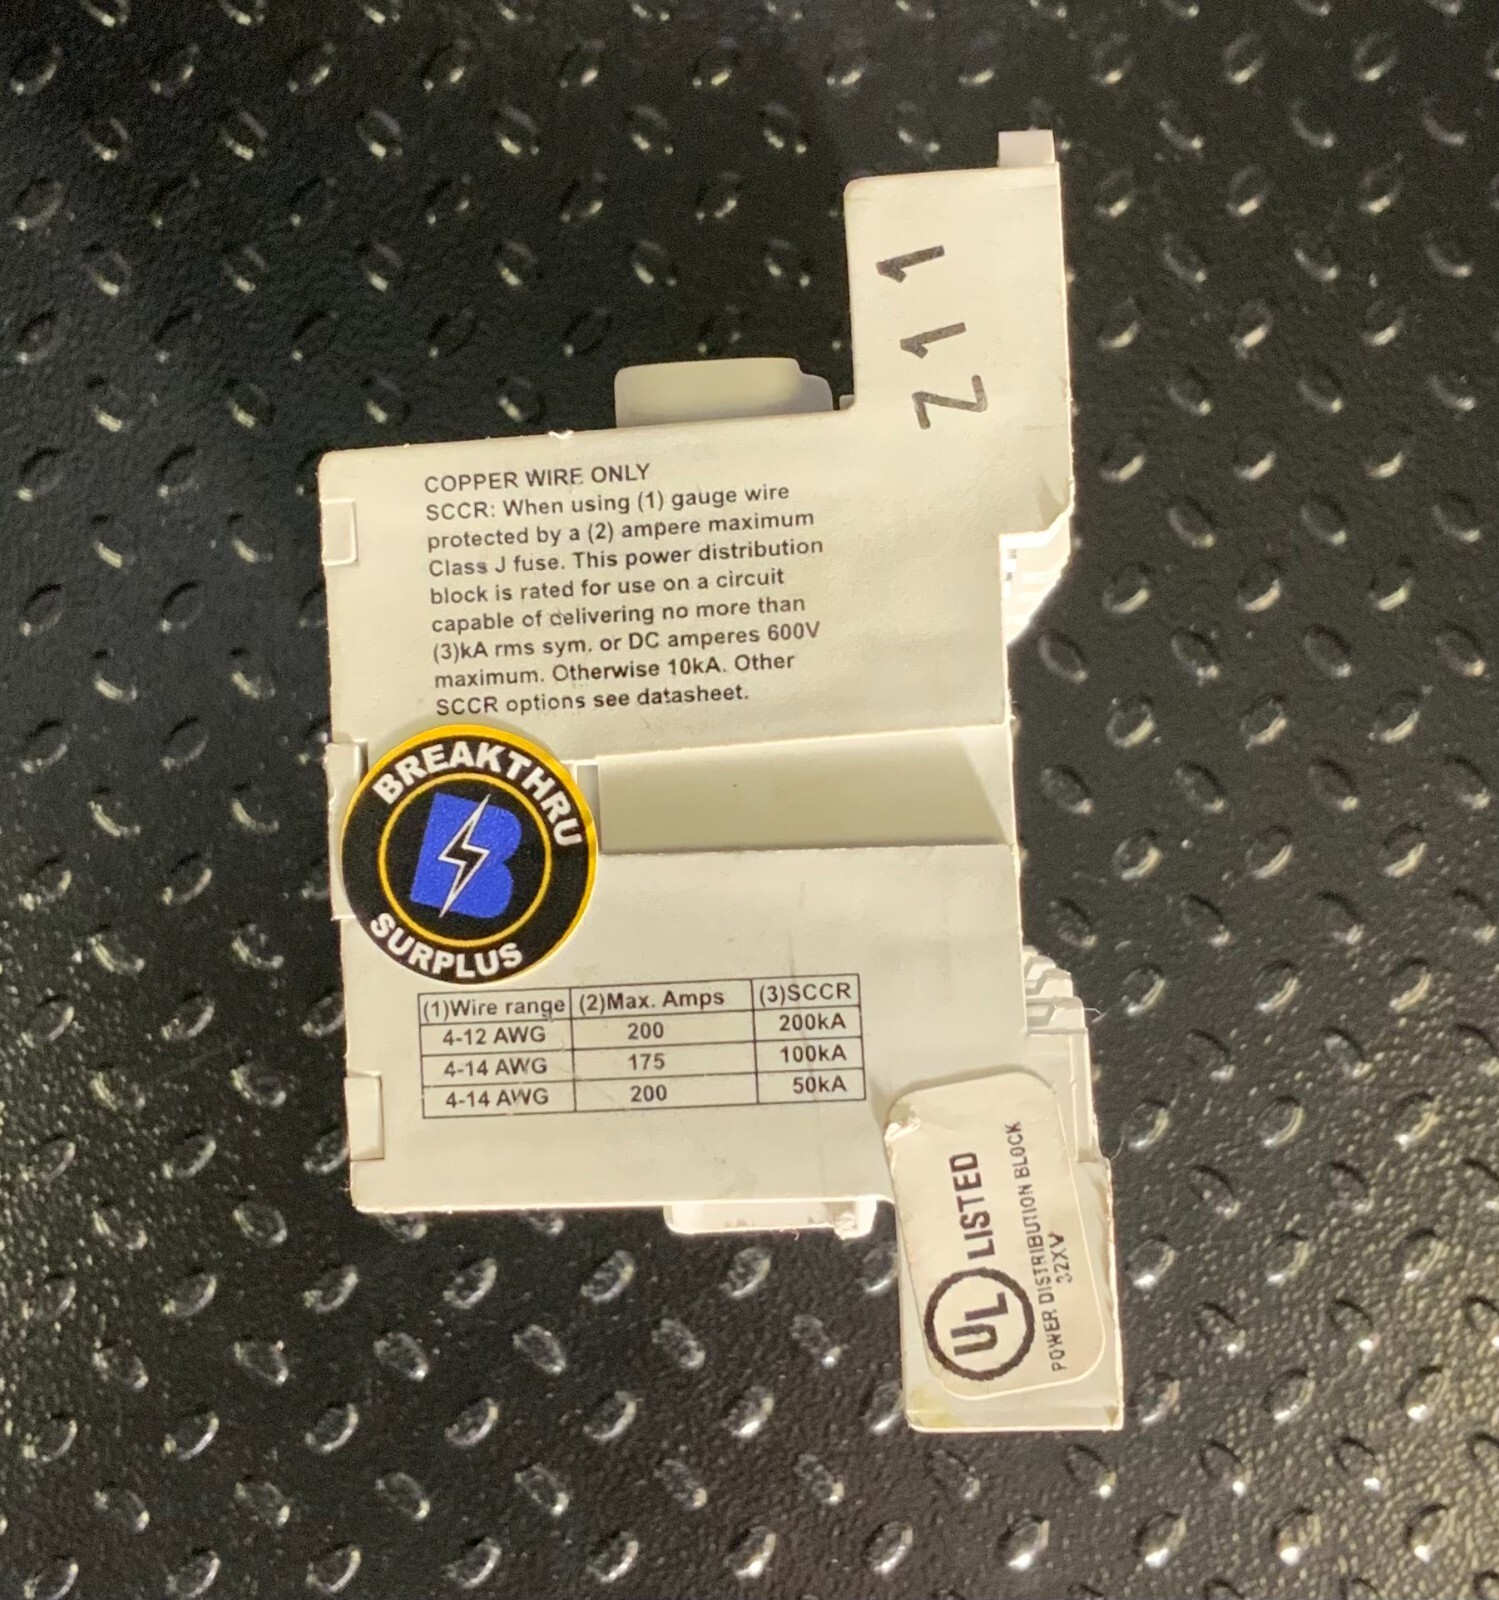 Z11
COPPER WIRE ONLY
SCCR: When using (1) gauge wire
protected by a (2) ampere maximum
Class J fuse. This power distribution
block is rated for use on a circuit
capable of delivering no more than
(3)kA rms sym. or DC amperes 600V
maximum. Otherwise 10kA. Other
SCCR options see datasheet.
BREAKTHRU
B
SURPLUS
(1)Wire range (2)Max. Amps (3)SCCR
4-12 AWG 200 200kA
4-14 AWG 175 100kA
4-14 AWG 200 50kA
UL LISTED
POWER DISTRIBUTION BLOCK
32XV